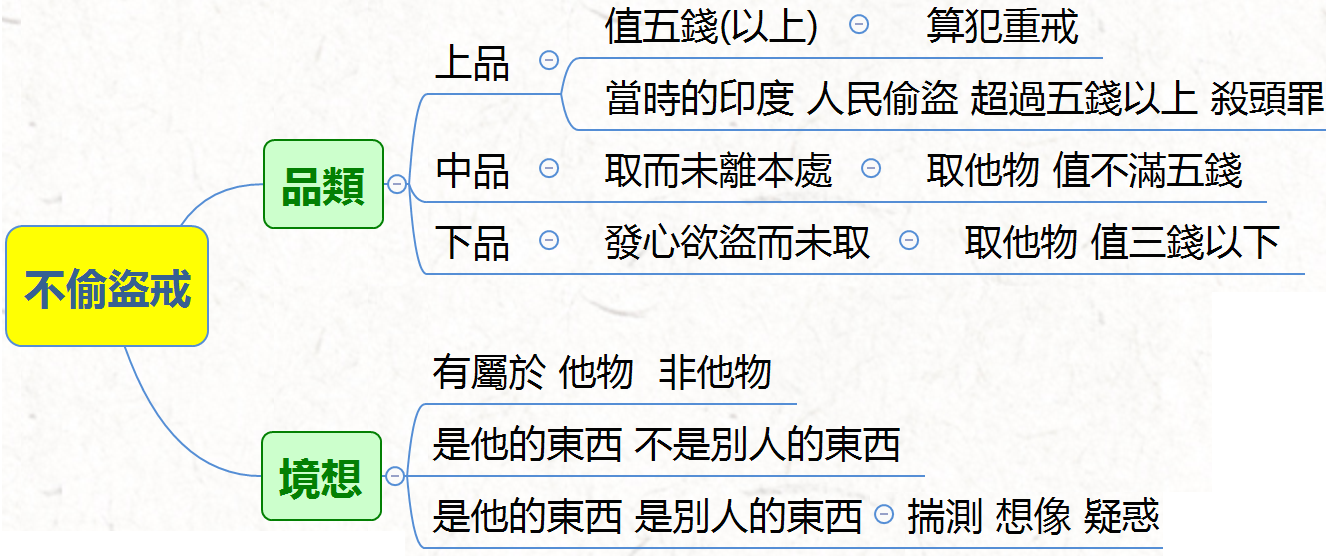 不偷盜戒
品類
上品
值五錢(以上) 算犯重戒
當時的印度 人民偷盜 超過五錢以上 殺頭罪
中品 取而未離本處 取他物 值不滿五錢
下品 發心欲盜而未取 取他物 值三錢以下
境想
有屬於 他物 非他物
是他的東西 不是別人的東西
是他的東西 是別人的東西 揣測 想像 疑惑